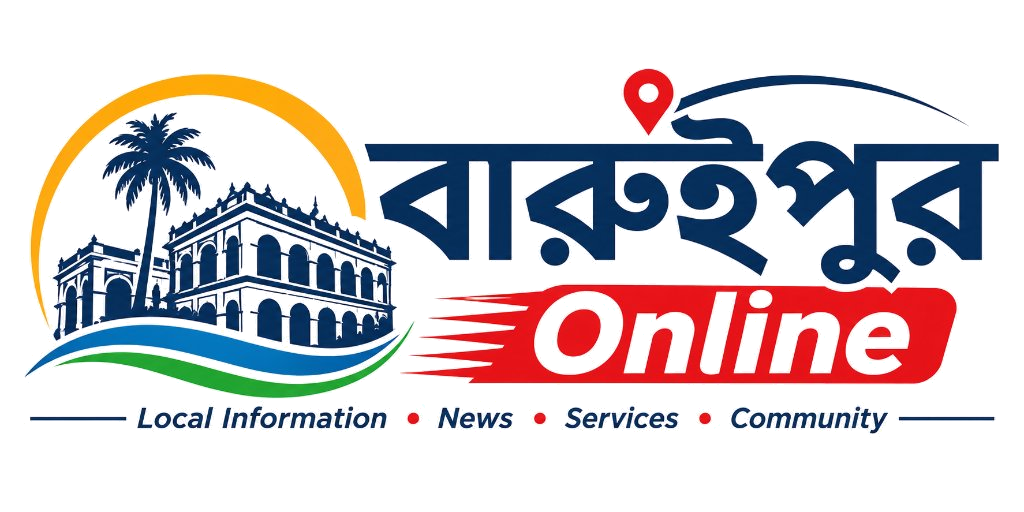 বারুইপুর
Online
Local Information • News • Services • Community